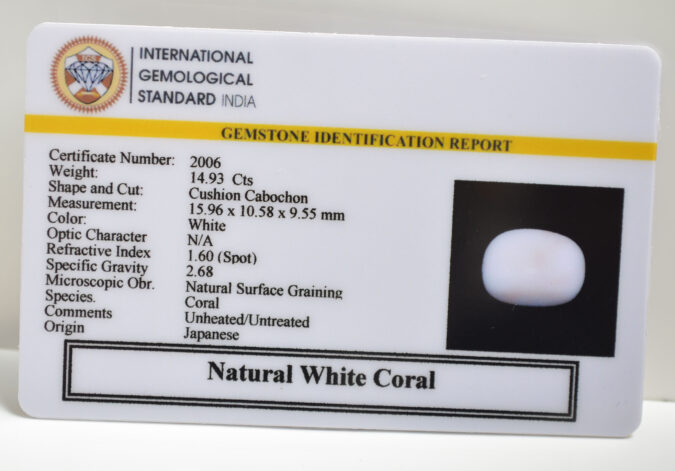 INTERNATIONAL
GEMOLOGICAL
STANDARD INDIA
GEMSTONE IDENTIFICATION REPORT
Certificate Number: 2006
Weight: 14.93 Cts
Shape and Cut: Cushion Cabochon
Measurement: 15.96 x 10.58 x 9.55 mm
Color: White
Optic Character N/A
Refractive Index 1.60 (Spot)
Specific Gravity 2.68
Microscopic Obr. Natural Surface Graining
Species. Coral
Comments Unheated/Untreated
Origin Japanese
Natural White Coral